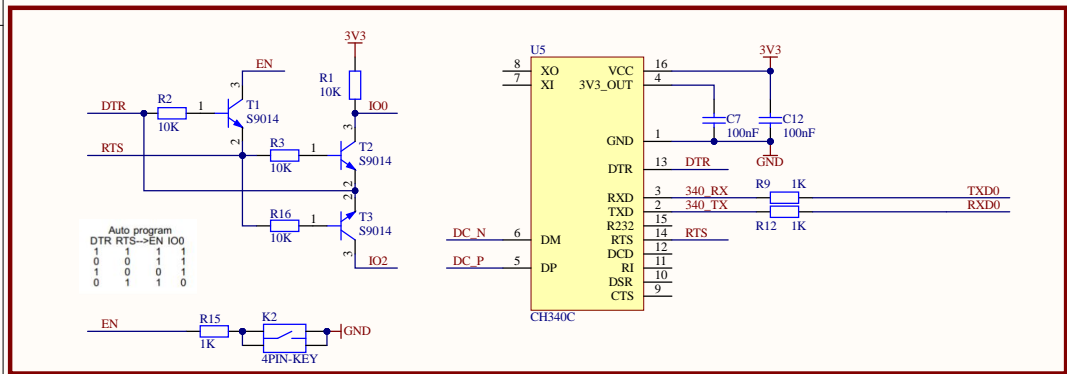 3V3
EN
R1
10K
IO0
3
DTR
R2
10K
1
T1
S9014
2
RTS
R3
10K
1
3
T2
S9014
2
2
R16
10K
1
T3
S9014
3
IO2
Auto program
DTR RTS-->EN IO0
1 1 1 1
0 0 1 1
1 0 0 1
0 1 1 0
EN
R15
1K
K2
4PIN-KEY
GND
U5
8 XO
7 XI
DC_N 6 DM
DC_P 5 DP
VCC 16
3V3_OUT 4
GND 1
DTR 13 DTR
RXD 3 340_RX
TXD 2 340_TX
R232 15
RTS 14 RTS
DCD 12
RI 11
DSR 10
CTS 9
CH340C
3V3
C7
100nF
C12
100nF
GND
R9 1K TXD0
R12 1K RXD0